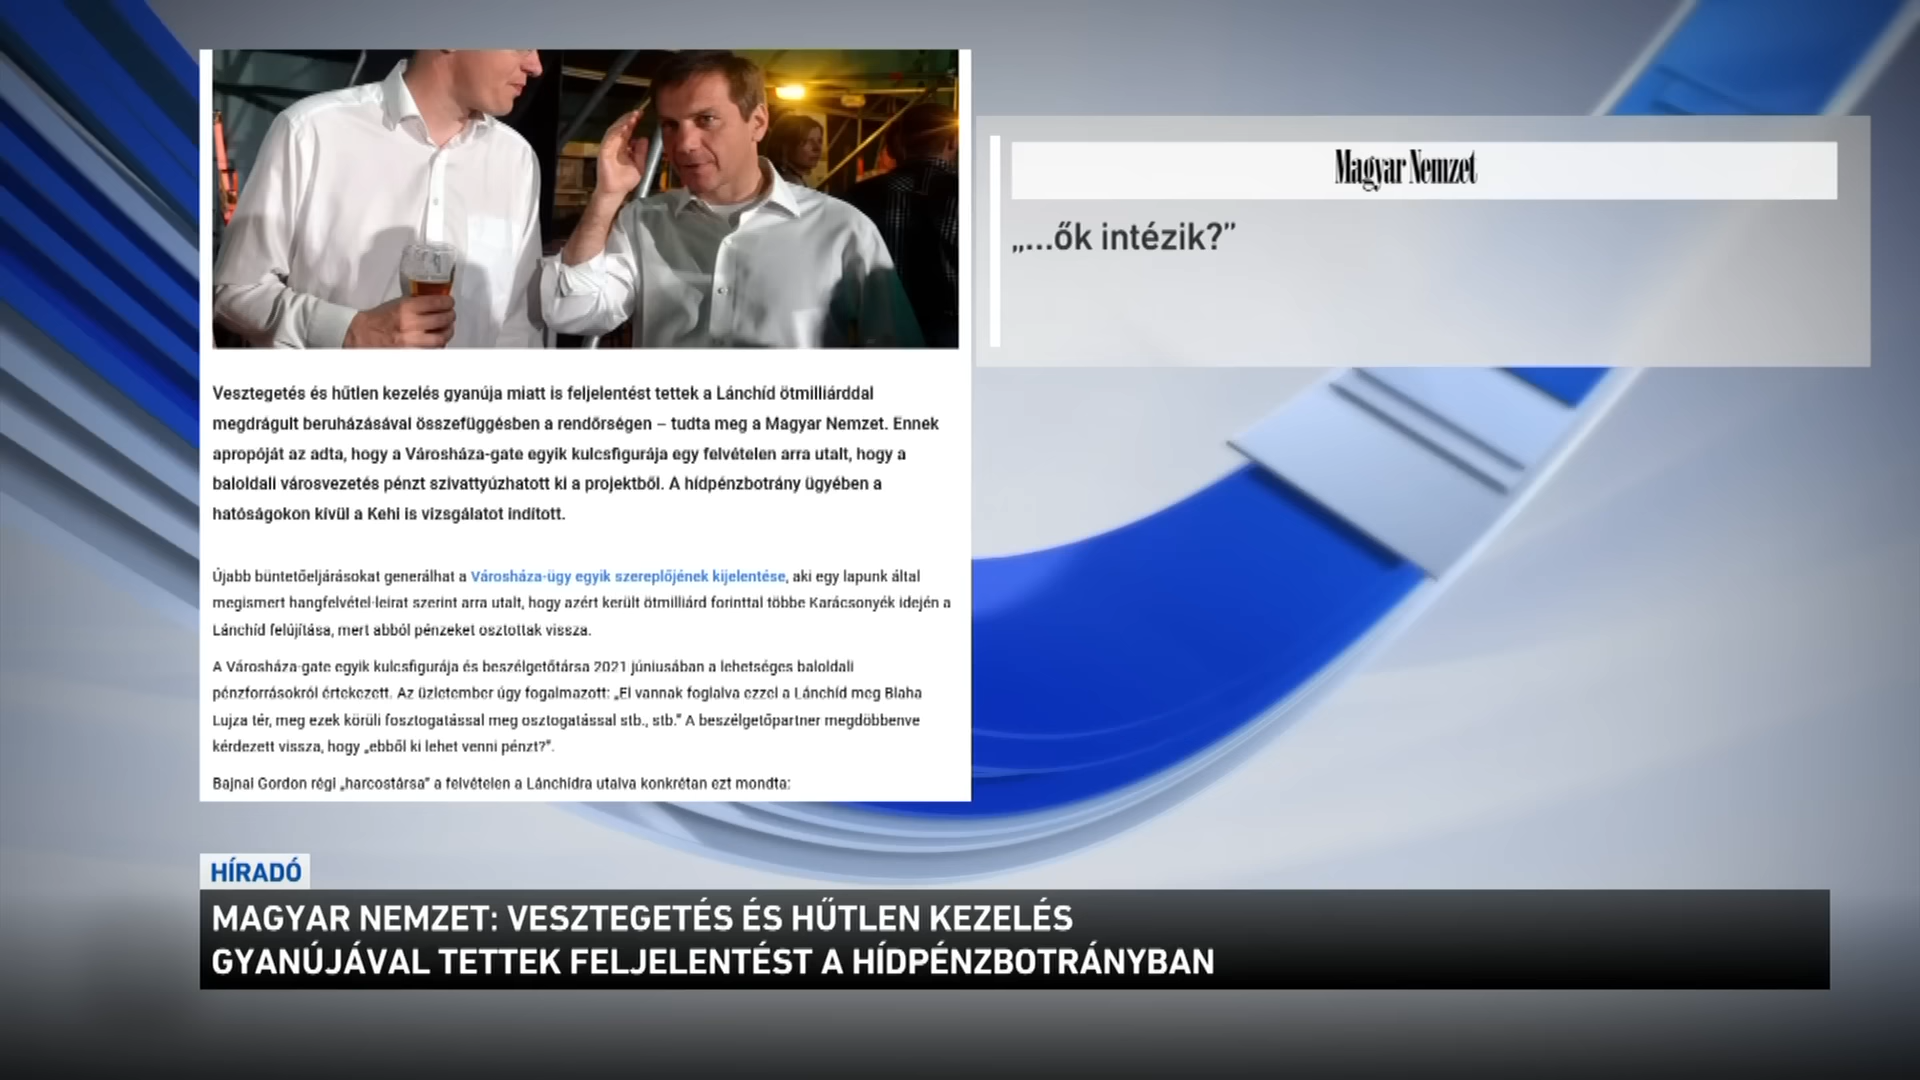 Magyar Nemzet
„...ők intézik?”
Vesztegetés és hűtlen kezelés gyanúja miatt is feljelentést tettek a Lánchíd ötmilliárddal
megdrágult beruházásával összefüggésben a rendőrségen – tudta meg a Magyar Nemzet. Ennek
apropóját az adta, hogy a Városháza-gate egyik kulcsfigurája egy felvételen arra utalt, hogy a
baloldali városvezetés pénzt szivattyúzhatott ki a projektből. A hídpénzbotrány ügyében a
hatóságokon kívül a Kehi is vizsgálatot indított.
Újabb büntetőeljárásokat generálhat a Városháza-ügy egyik szereplőjének kijelentése, aki egy lapunk által
megismert hangfelvétel-leirat szerint arra utalt, hogy azért került ötmilliárd forinttal többe Karácsonyék idején a
Lánchíd felújítása, mert abból pénzeket osztottak vissza.
A Városháza-gate egyik kulcsfigurája és beszélgetőtársa 2021 júniusában a lehetséges baloldali
pénzforrásokról értekezett. Az üzletember úgy fogalmazott: „El vannak foglalva ezzel a Lánchíd meg Blaha
Lujza tér, meg ezek körüli fosztogatással meg osztogatással stb., stb.” A beszélgetőpartner megdöbbenve
kérdezett vissza, hogy „ebből ki lehet venni pénzt?”.
Bajnai Gordon régi „harcostársa” a felvételen a Lánchídra utalva konkrétan ezt mondta:
HÍRADÓ
MAGYAR NEMZET: VESZTEGETÉS ÉS HŰTLEN KEZELÉS
GYANÚJÁVAL TETTEK FELJELENTÉST A HÍDPÉNZBOTRÁNYBAN